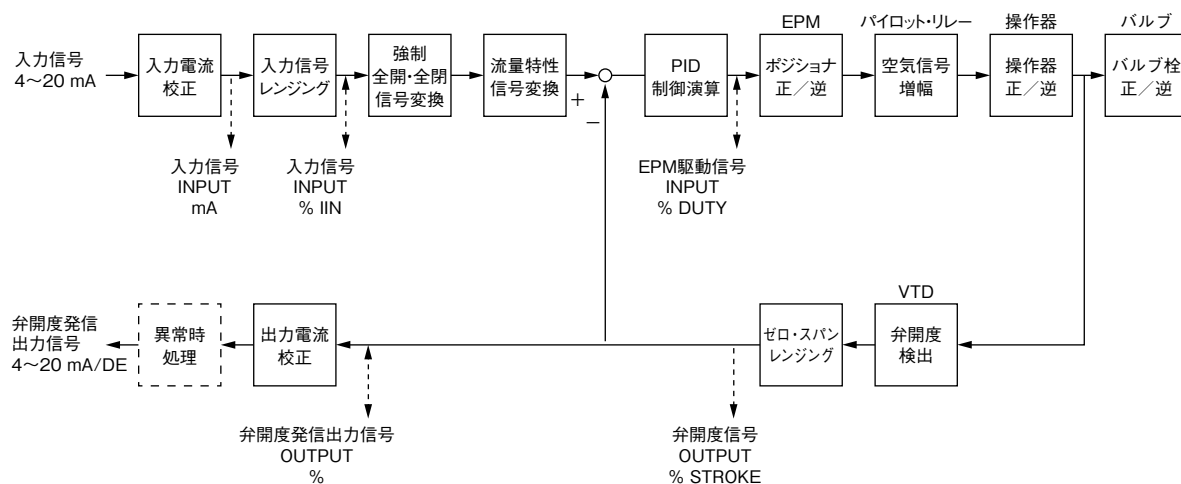 EPM
パイロット・リレー
操作器
バルブ
入力信号
4～20 mA
入力電流
校正
入力信号
レンジング
強制
全開・全閉
信号変換
流量特性
信号変換
＋
－
PID
制御演算
ポジショナ
正／逆
空気信号
増幅
操作器
正／逆
バルブ栓
正／逆
入力信号
INPUT
mA
入力信号
INPUT
% IIN
EPM駆動信号
INPUT
% DUTY
VTD
弁開度発信
出力信号
4～20 mA/DE
異常時
処理
出力電流
校正
ゼロ・スパン
レンジング
弁開度
検出
弁開度発信出力信号
OUTPUT
%
弁開度信号
OUTPUT
% STROKE